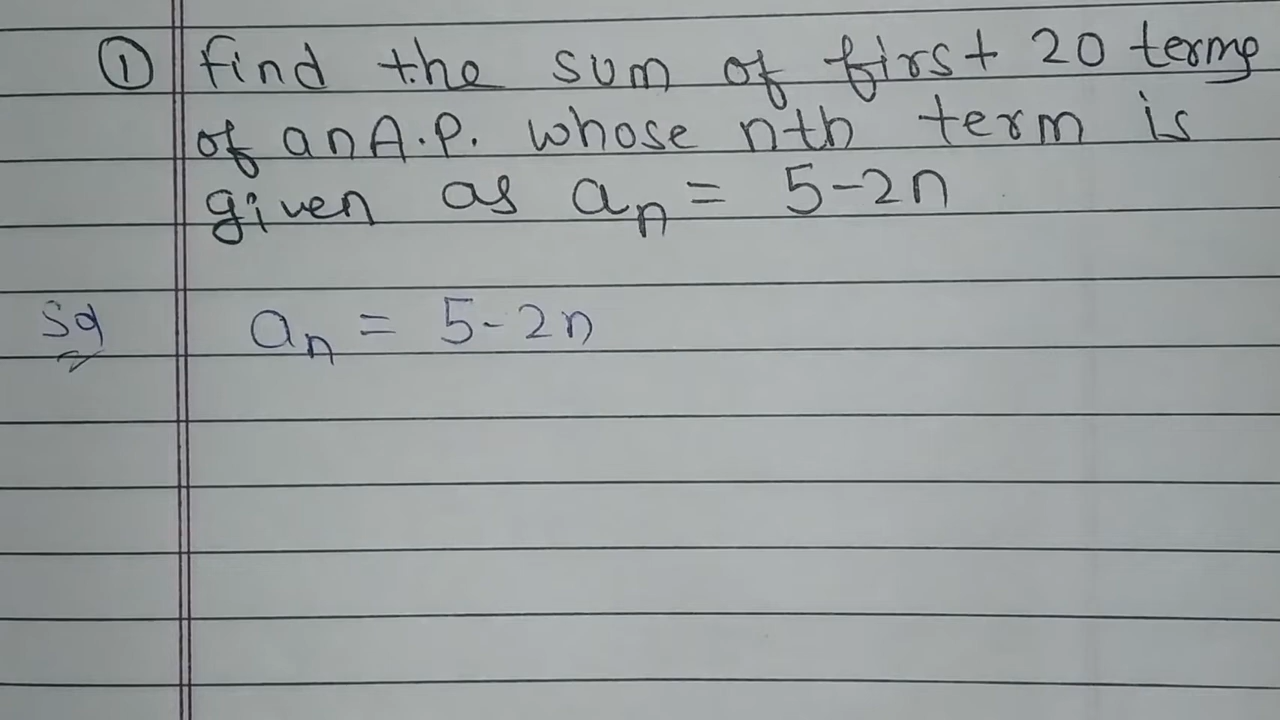 ① find the sum of first 20 terms
of an A.P. whose nth term is
given as aₙ = 5-2n
Sol aₙ = 5-2n